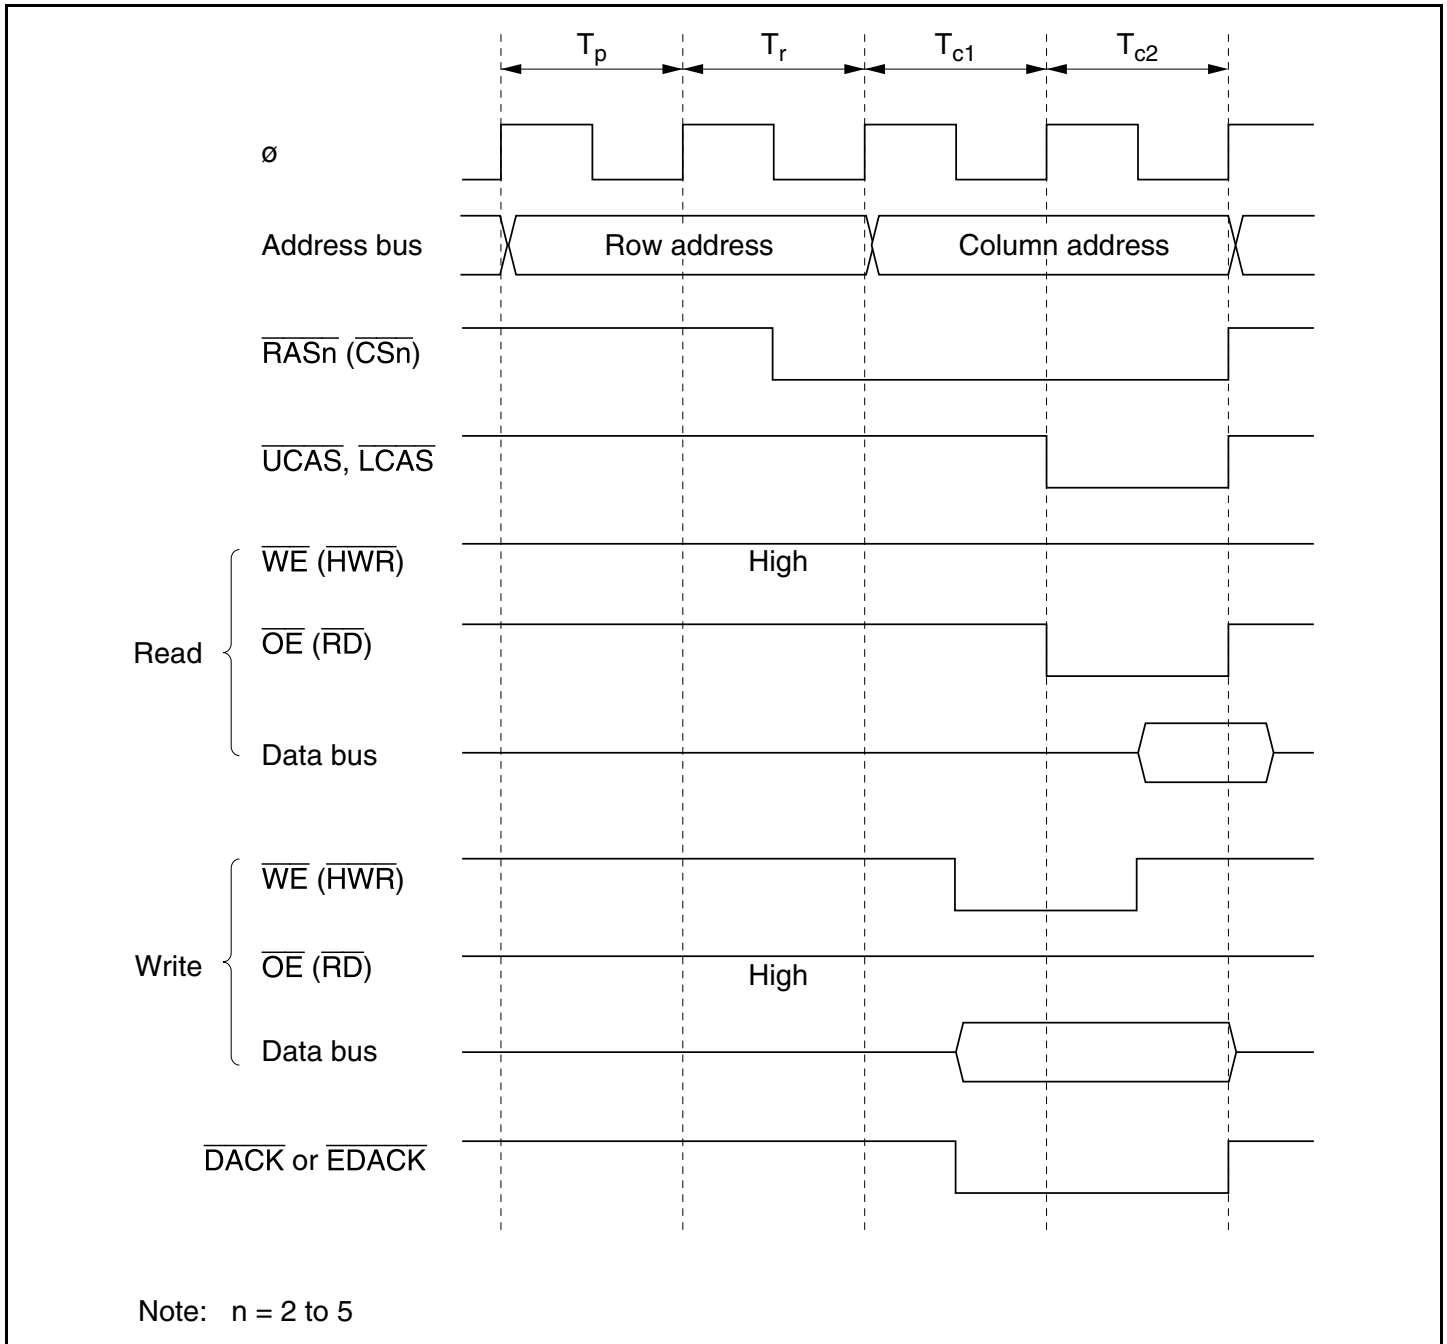 Tp Tr Tc1 Tc2
ø
Address bus Row address Column address
RASn (CSn)
UCAS, LCAS
Read
WE (HWR) High
OE (RD)
Data bus
Write
WE (HWR)
OE (RD) High
Data bus
DACK or EDACK
Note: n = 2 to 5